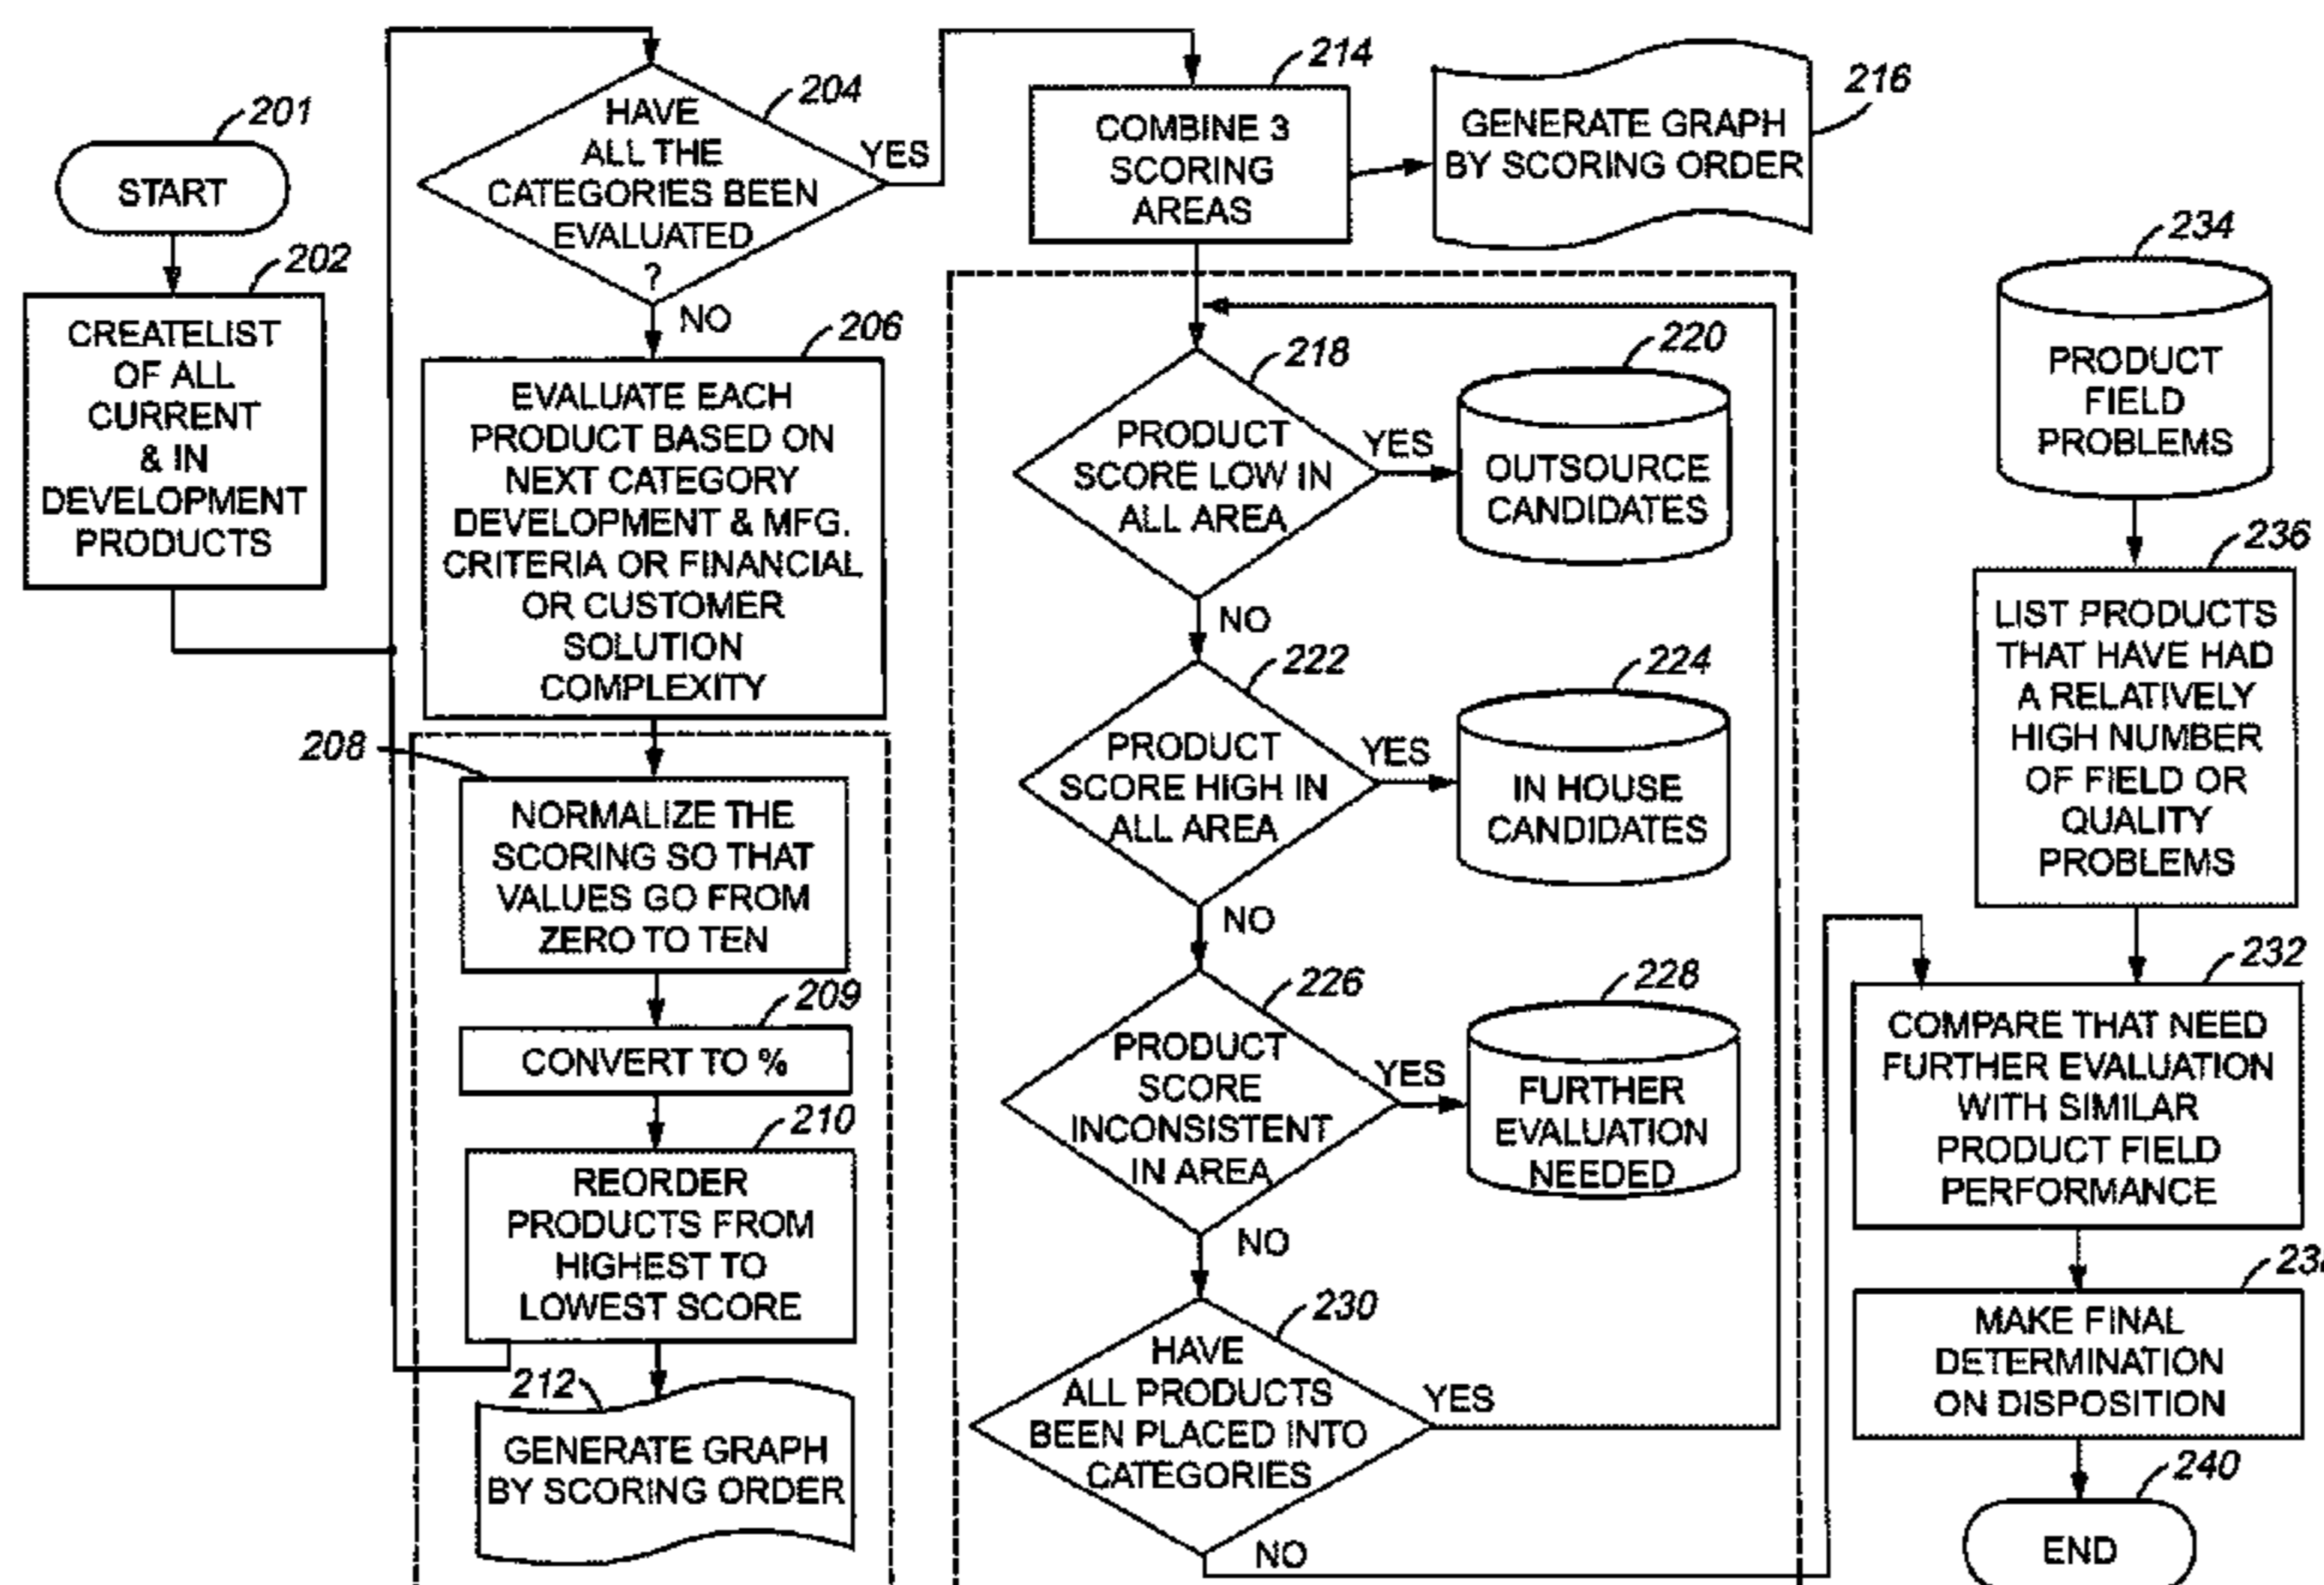 201
START
202
CREATELIST
OF ALL
CURRENT
& IN
DEVELOPMENT
PRODUCTS
204
HAVE
ALL THE
CATEGORIES BEEN
EVALUATED
?
YES
NO
206
EVALUATE EACH
PRODUCT BASED ON
NEXT CATEGORY
DEVELOPMENT & MFG.
CRITERIA OR FINANCIAL
OR CUSTOMER
SOLUTION
COMPLEXITY
208
NORMALIZE THE
SCORING SO THAT
VALUES GO FROM
ZERO TO TEN
209
CONVERT TO %
210
REORDER
PRODUCTS FROM
HIGHEST TO
LOWEST SCORE
212
GENERATE GRAPH
BY SCORING ORDER
214
COMBINE 3
SCORING
AREAS
216
GENERATE GRAPH
BY SCORING ORDER
218
PRODUCT
SCORE LOW IN
ALL AREA
YES
NO
220
OUTSOURCE
CANDIDATES
222
PRODUCT
SCORE HIGH IN
ALL AREA
YES
NO
224
IN HOUSE
CANDIDATES
226
PRODUCT
SCORE
INCONSISTENT
IN AREA
YES
NO
228
FURTHER
EVALUATION
NEEDED
230
HAVE
ALL PRODUCTS
BEEN PLACED INTO
CATEGORIES
YES
NO
234
PRODUCT
FIELD
PROBLEMS
236
LIST PRODUCTS
THAT HAVE HAD
A RELATIVELY
HIGH NUMBER
OF FIELD OR
QUALITY
PROBLEMS
232
COMPARE THAT NEED
FURTHER EVALUATION
WITH SIMILAR
PRODUCT FIELD
PERFORMANCE
MAKE FINAL
DETERMINATION
ON DISPOSITION
240
END